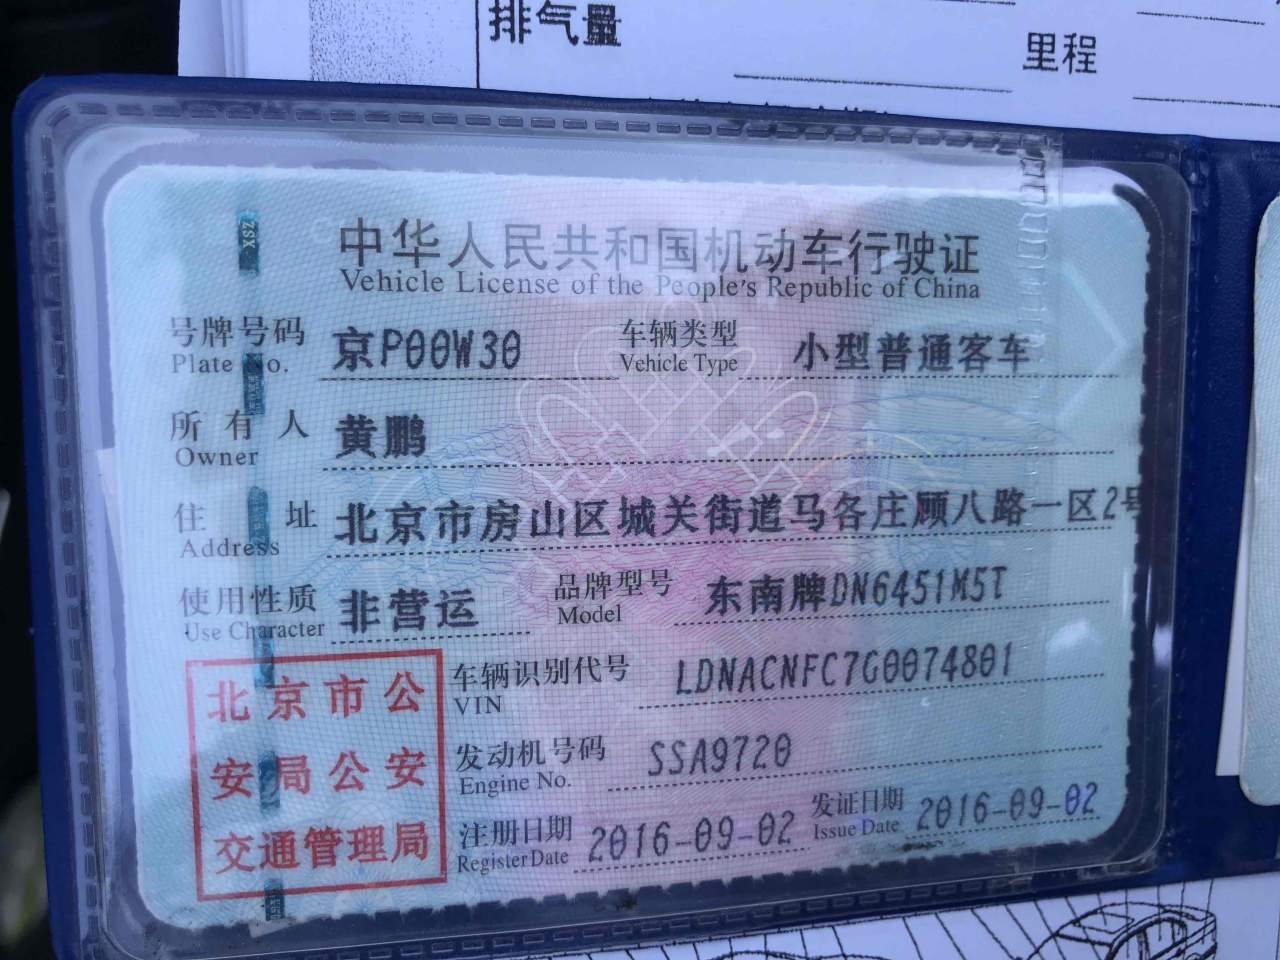 排气量
里程
中华人民共和国机动车行驶证
Vehicle License of the People's Republic of China
号牌号码 京P00W30 车辆类型 小型普通客车
Plate No. Vehicle Type
所有人 黄鹏
Owner
住址 北京市房山区城关街道马各庄顾八路一区2号
Address
使用性质 非营运 品牌型号 东南牌DN6451M5T
Use Character Model
车辆识别代号 LDNACNFC7G0074801
VIN
发动机号码 SSA9720
Engine No.
注册日期 2016-09-02 发证日期 2016-09-02
Register Date Issue Date
北京市公
安局公安
交通管理局
XSZ